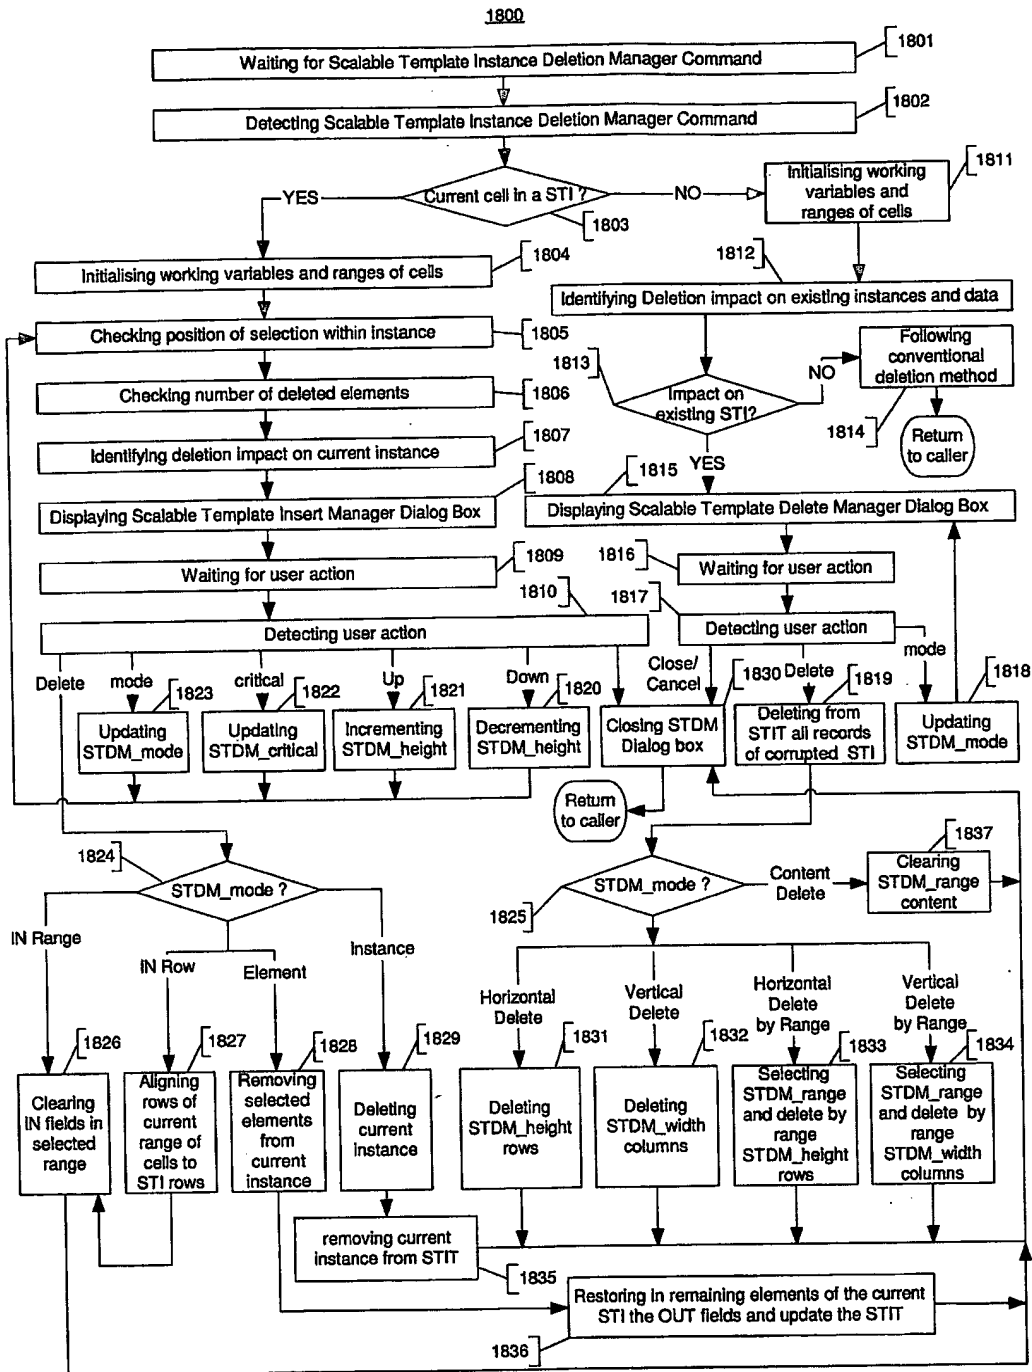 1800
Waiting for Scalable Template Instance Deletion Manager Command
1801
Detecting Scalable Template Instance Deletion Manager Command
1802
Current cell in a STI ?
1803
YES
NO
Initialising working
variables and
ranges of cells
1811
Initialising working variables and ranges of cells
1804
1812
Identifying Deletion impact on existing instances and data
Checking position of selection within instance
1805
1813
Impact on
existing STI?
NO
Following
conventional
deletion method
1814
Return
to caller
Checking number of deleted elements
1806
Identifying deletion impact on current instance
1807
1808
1815
YES
Displaying Scalable Template Insert Manager Dialog Box
Displaying Scalable Template Delete Manager Dialog Box
Waiting for user action
1809
1816
Waiting for user action
1810
1817
Detecting user action
Detecting user action
mode
1818
Delete
mode
critical
Up
Down
Close/
Cancel
Delete
1823
1822
1821
1820
1830
1819
Updating
STDM_mode
Updating
STDM_critical
Incrementing
STDM_height
Decrementing
STDM_height
Closing STDM
Dialog box
Deleting from
STIT all records
of corrupted STI
Updating
STDM_mode
Return
to caller
1824
STDM_mode ?
STDM_mode ?
1825
Content
Delete
Clearing
STDM_range
content
1837
IN Range
IN Row
Element
Instance
Horizontal
Delete
Vertical
Delete
Horizontal
Delete
by Range
Vertical
Delete
by Range
1826
1827
1828
1829
1831
1832
1833
1834
Clearing
IN fields in
selected
range
Aligning
rows of
current
range of
cells to
STI rows
Removing
selected
elements
from
current
instance
Deleting
current
instance
Deleting
STDM_height
rows
Deleting
STDM_width
columns
Selecting
STDM_range
and delete by
range
STDM_height
rows
Selecting
STDM_range
and delete by
range
STDM_width
columns
removing current
instance from STIT
1835
Restoring in remaining elements of the current
STI the OUT fields and update the STIT
1836